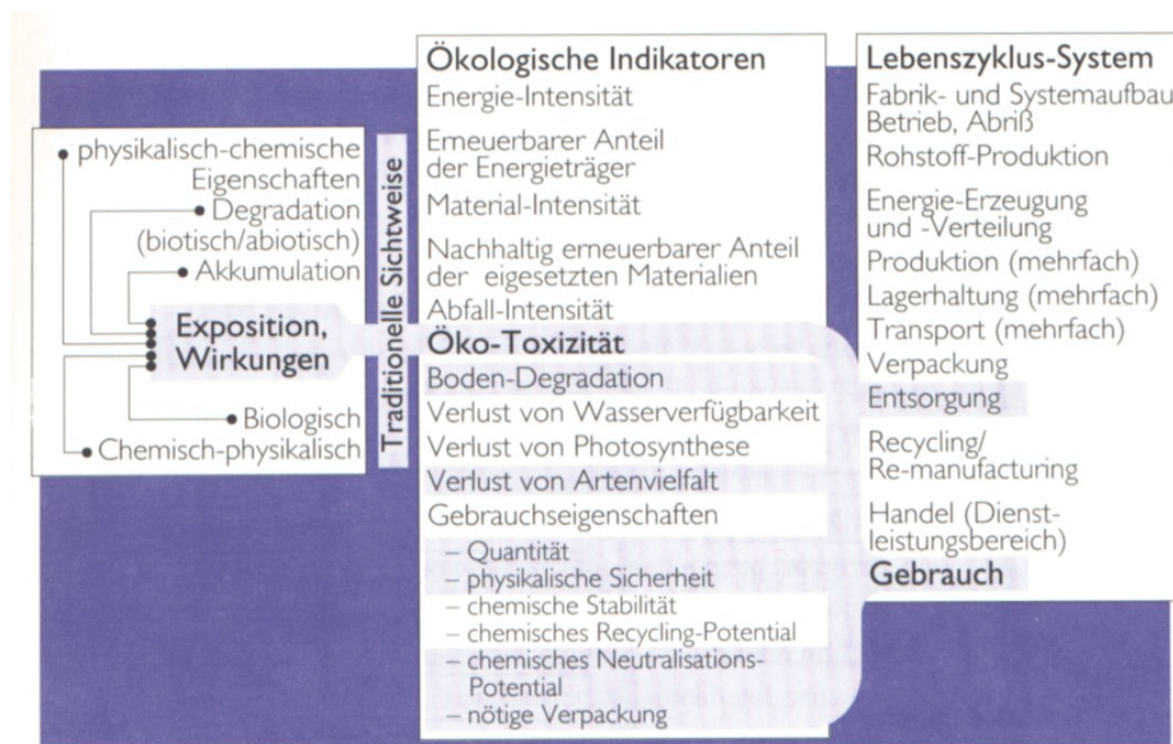 physikalisch-chemische
Eigenschaften
Degradation
(biotisch/abiotisch)
Akkumulation
Exposition,
Wirkungen
Biologisch
Chemisch-physikalisch
Traditionelle Sichtweise
Ökologische Indikatoren
Energie-Intensität
Erneuerbarer Anteil
der Energieträger
Material-Intensität
Nachhaltig erneuerbarer Anteil
der eigesetzten Materialien
Abfall-Intensität
Öko-Toxizität
Boden-Degradation
Verlust von Wasserverfügbarkeit
Verlust von Photosynthese
Verlust von Artenvielfalt
Gebrauchseigenschaften
– Quantität
– physikalische Sicherheit
– chemische Stabilität
– chemisches Recycling-Potential
– chemisches Neutralisations-
Potential
– nötige Verpackung
Lebenszyklus-System
Fabrik- und Systemaufbau
Betrieb, Abriß
Rohstoff-Produktion
Energie-Erzeugung
und -Verteilung
Produktion (mehrfach)
Lagerhaltung (mehrfach)
Transport (mehrfach)
Verpackung
Entsorgung
Recycling/
Re-manufacturing
Handel (Dienst-
leistungsbereich)
Gebrauch